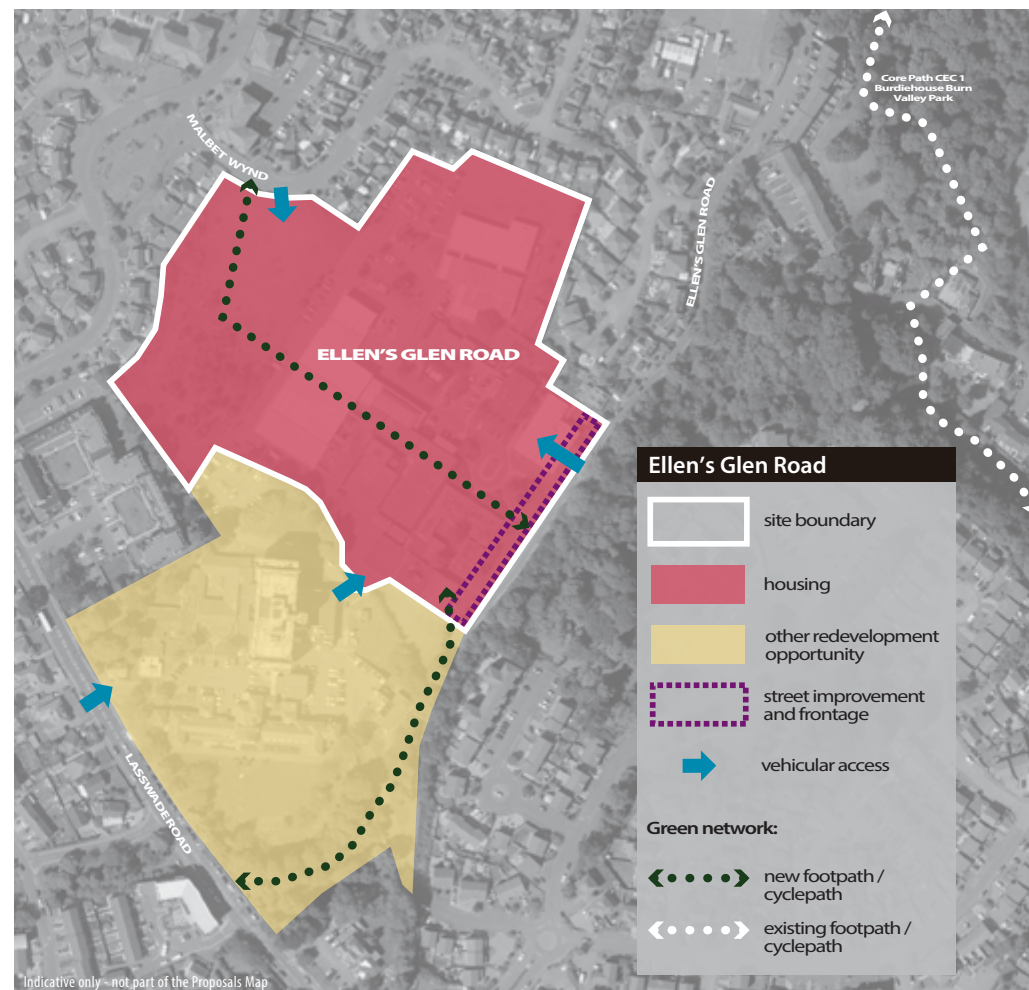 Core Path CEC 1
Burdiehouse Burn
Valley Park
MALBET WYND
ELLEN'S GLEN ROAD
ELLEN'S GLEN ROAD
Ellen's Glen Road
site boundary
housing
other redevelopment
opportunity
street improvement
and frontage
vehicular access
Green network:
new footpath /
cyclepath
existing footpath /
cyclepath
LASSWADE ROAD
Indicative only - not part of the Proposals Map